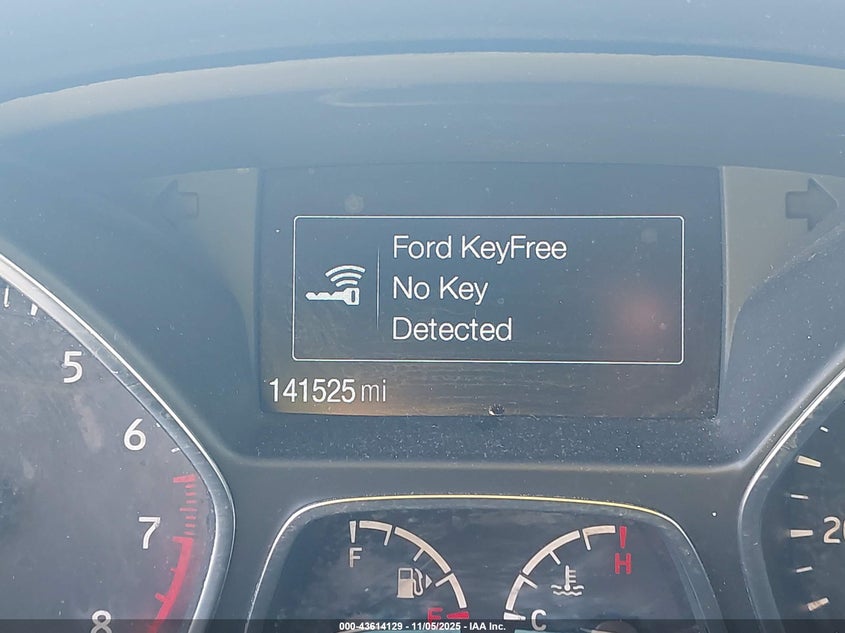 Ford KeyFree
No Key
Detected
141525 mi
5
6
7
8
F
E
H
C
20
000-43614129 - 11/05/2025 - IAA Inc.